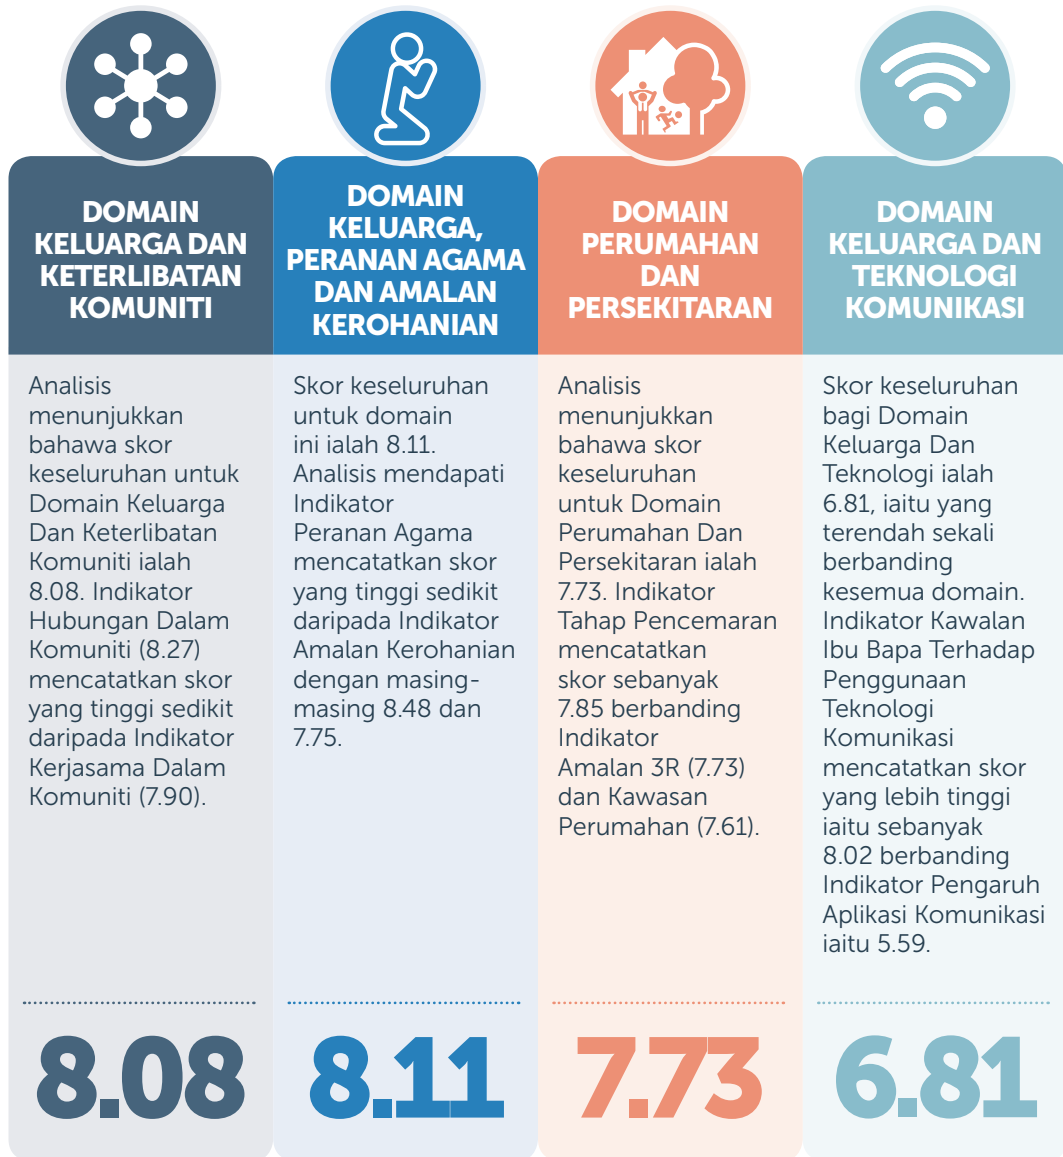 DOMAIN
KELUARGA DAN
KETERLIBATAN
KOMUNITI
Analisis
menunjukkan
bahawa skor
keseluruhan untuk
Domain Keluarga
Dan Keterlibatan
Komuniti ialah
8.08. Indikator
Hubungan Dalam
Komuniti (8.27)
mencatatkan skor
yang tinggi sedikit
daripada Indikator
Kerjasama Dalam
Komuniti (7.90).
8.08
DOMAIN
KELUARGA,
PERANAN AGAMA
DAN AMALAN
KEROHANIAN
Skor keseluruhan
untuk domain
ini ialah 8.11.
Analisis mendapati
Indikator
Peranan Agama
mencatatkan skor
yang tinggi sedikit
daripada Indikator
Amalan Kerohanian
dengan masing-
masing 8.48 dan
7.75.
8.11
DOMAIN
PERUMAHAN
DAN
PERSEKITARAN
Analisis
menunjukkan
bahawa skor
keseluruhan
untuk Domain
Perumahan Dan
Persekitaran ialah
7.73. Indikator
Tahap Pencemaran
mencatatkan
skor sebanyak
7.85 berbanding
Indikator
Amalan 3R (7.73)
dan Kawasan
Perumahan (7.61).
7.73
DOMAIN
KELUARGA DAN
TEKNOLOGI
KOMUNIKASI
Skor keseluruhan
bagi Domain
Keluarga Dan
Teknologi ialah
6.81, iaitu yang
terendah sekali
berbanding
kesemua domain.
Indikator Kawalan
Ibu Bapa Terhadap
Penggunaan
Teknologi
Komunikasi
mencatatkan skor
yang lebih tinggi
iaitu sebanyak
8.02 berbanding
Indikator Pengaruh
Aplikasi Komunikasi
iaitu 5.59.
6.81